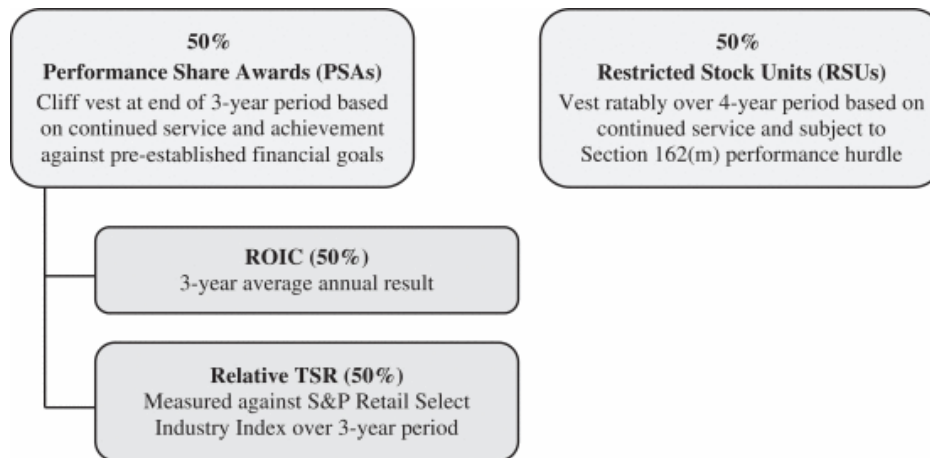 50%
Performance Share Awards (PSAs)
Cliff vest at end of 3-year period based
on continued service and achievement
against pre-established financial goals
50%
Restricted Stock Units (RSUs)
Vest ratably over 4-year period based on
continued service and subject to
Section 162(m) performance hurdle
ROIC (50%)
3-year average annual result
Relative TSR (50%)
Measured against S&P Retail Select
Industry Index over 3-year period